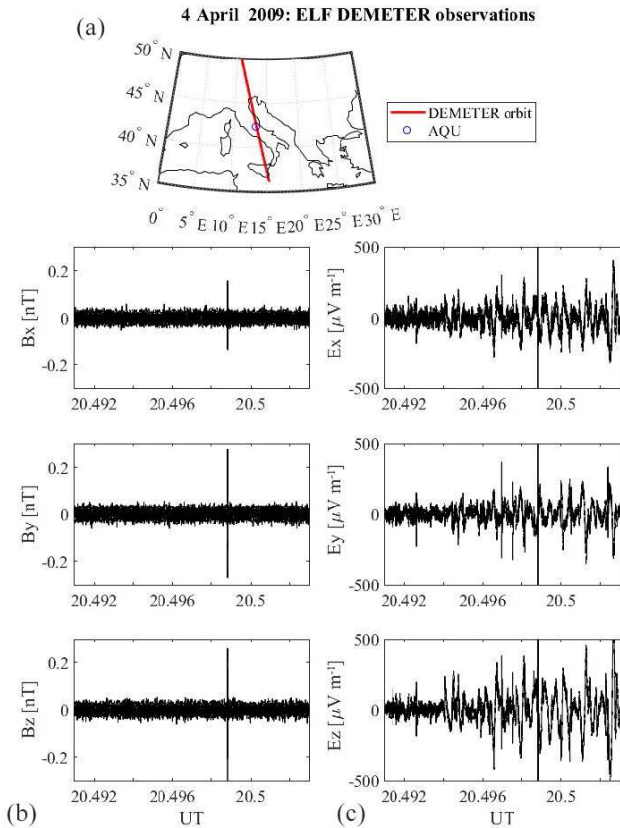 4 April 2009: ELF DEMETER observations
(a)
50° N
45° N
40° N
35° N
0° 5° E 10° E 15° E 20° E 25° E 30° E
DEMETER orbit
AQU
Bx [nT]
0.2
0
-0.2
20.492 20.496 20.5
Ex [μV m⁻¹]
500
0
-500
20.492 20.496 20.5
By [nT]
0.2
0
-0.2
20.492 20.496 20.5
Ey [μV m⁻¹]
500
0
-500
20.492 20.496 20.5
Bz [nT]
0.2
0
-0.2
20.492 20.496 20.5
UT
(b)
Ez [μV m⁻¹]
500
0
-500
20.492 20.496 20.5
UT
(c)